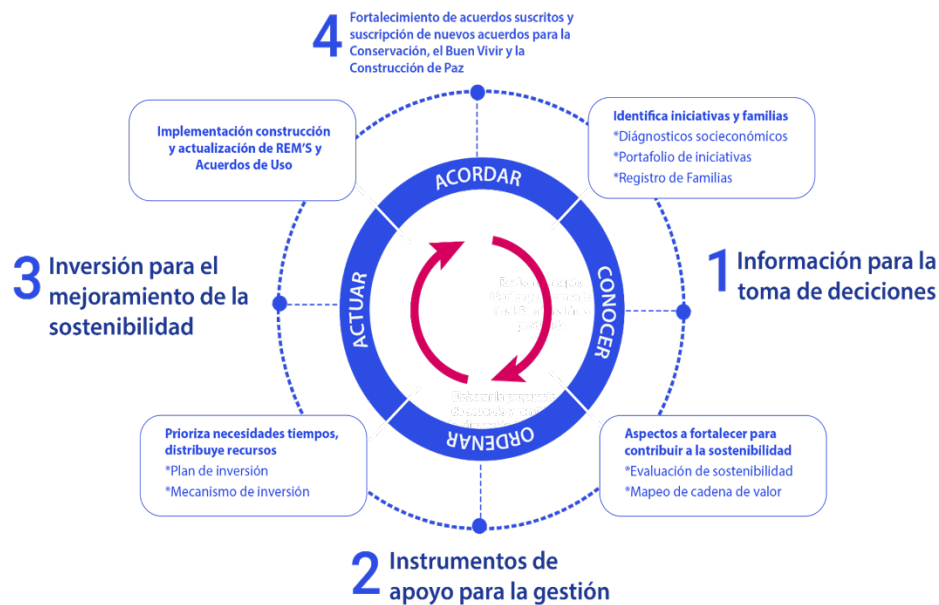 4 Fortalecimiento de acuerdos suscritos y
suscripción de nuevos acuerdos para la
Conservación, el Buen Vivir y la
Construcción de Paz
Implementación construcción
y actualización de REM'S y
Acuerdos de Uso
Identifica iniciativas y familias
*Diágnosticos socioeconómicos
*Portafolio de iniciativas
*Registro de Familias
ACORDAR
CONOCER
ORDENAR
ACTUAR
3 Inversión para el
mejoramiento de la
sostenibilidad
1 Información para la
toma de deciciones
Prioriza necesidades tiempos,
distribuye recursos
*Plan de inversión
*Mecanismo de inversión
Aspectos a fortalecer para
contribuir a la sostenibilidad
*Evaluación de sostenibilidad
*Mapeo de cadena de valor
2 Instrumentos de
apoyo para la gestión